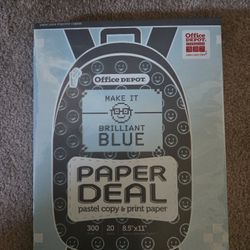 Office DEPOT
Office DEPOT
MAKE IT
BRILLIANT
BLUE
PAPER
DEAL
pastel copy & print paper
300 20 8.5"x11"